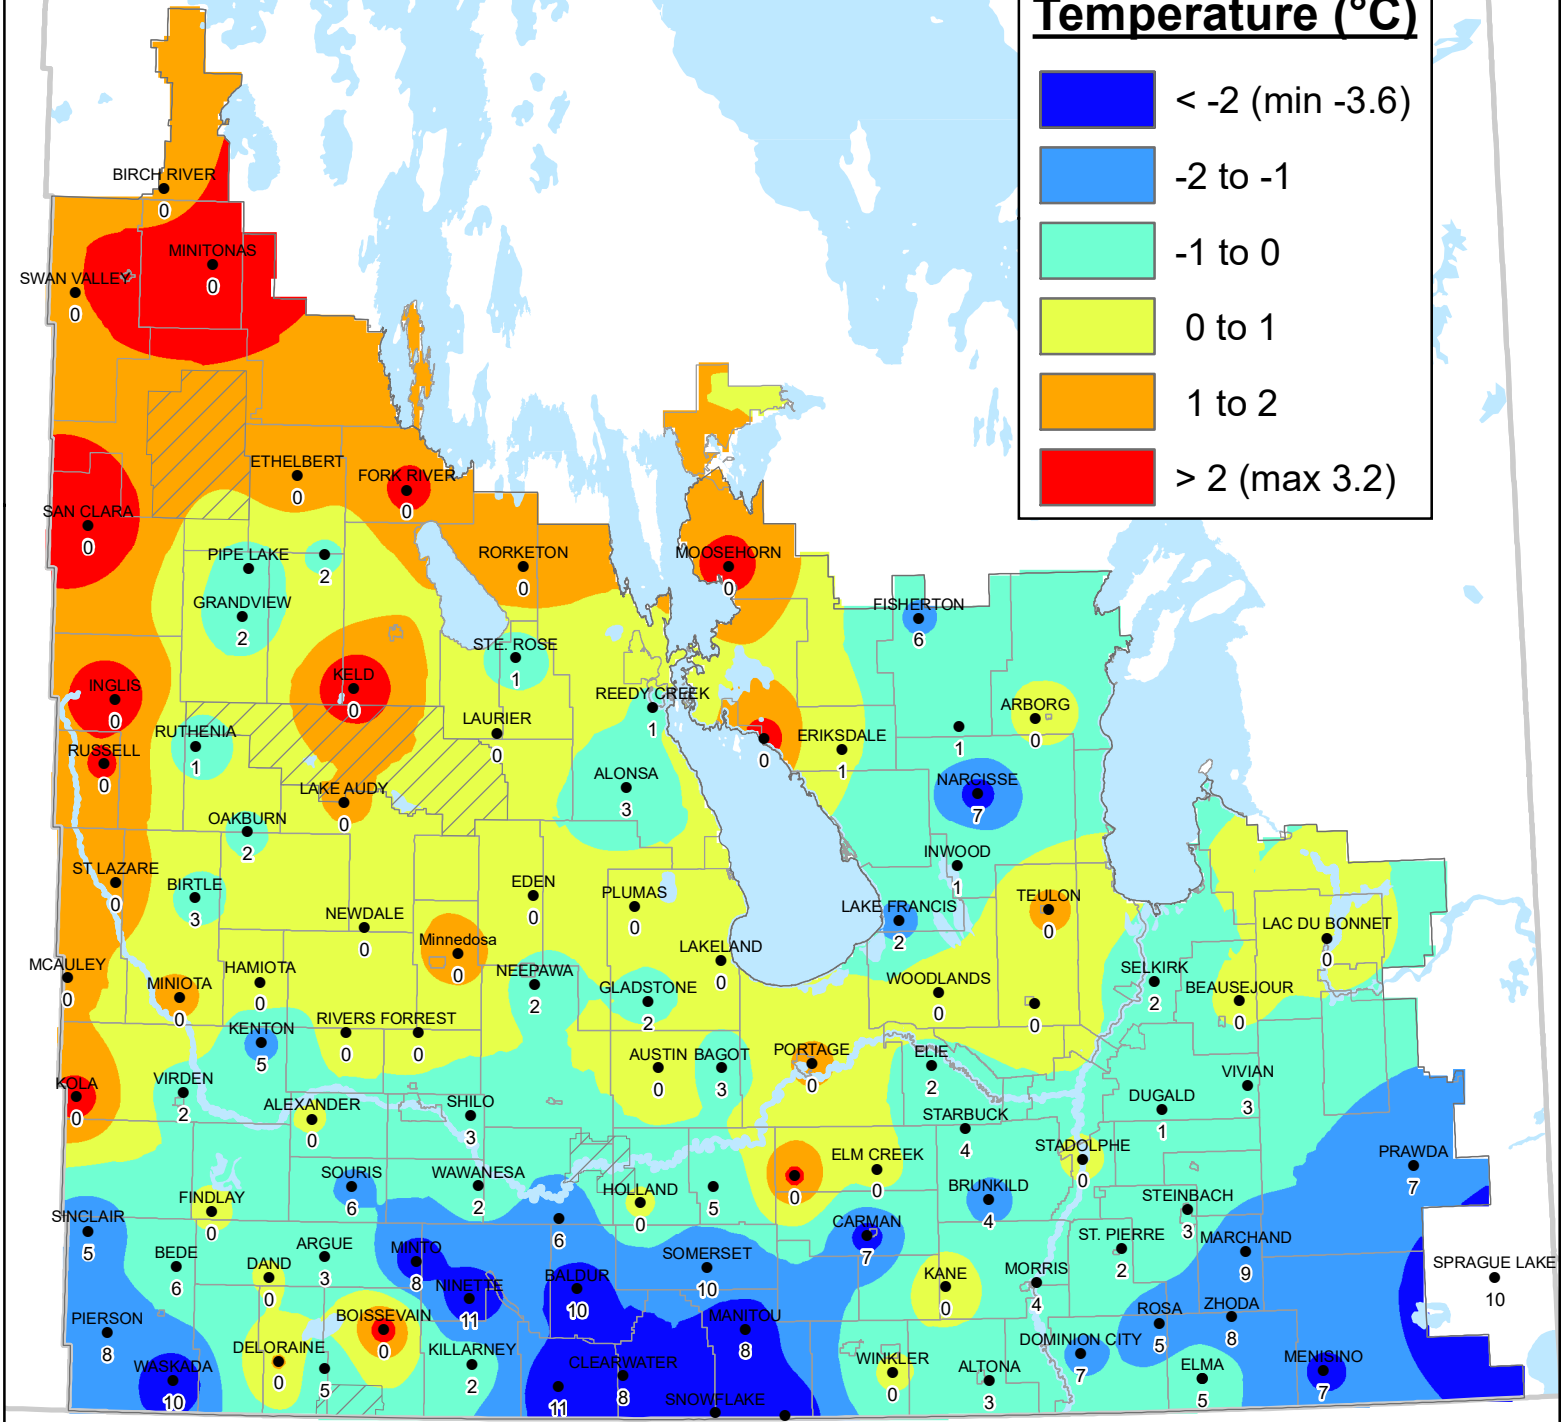 Temperature (°C)
< -2 (min -3.6)
-2 to -1
-1 to 0
0 to 1
1 to 2
> 2 (max 3.2)
BIRCH RIVER
0
MINITONAS
0
SWAN VALLEY
0
ETHELBERT
0
FORK RIVER
0
SAN CLARA
0
PIPE LAKE
2
RORKETON
0
MOOSEHORN
0
GRANDVIEW
2
FISHERTON
6
STE. ROSE
1
KELD
0
INGLIS
0
REEDY CREEK
1
ARBORG
0
LAURIER
0
RUTHENIA
1
0
ERIKSDALE
1
1
RUSSELL
0
ALONSA
3
NARCISSE
7
LAKE AUDY
0
OAKBURN
2
INWOOD
1
ST LAZARE
0
BIRTLE
3
EDEN
0
PLUMAS
0
TEULON
0
LAKE FRANCIS
2
NEWDALE
0
LAC DU BONNET
0
Minnedosa
0
LAKELAND
0
MCAULEY
0
HAMIOTA
0
MINIOTA
0
NEEPAWA
2
GLADSTONE
2
WOODLANDS
0
0
SELKIRK
2
BEAUSEJOUR
0
KENTON
5
RIVERS FORREST
0
0
AUSTIN BAGOT
0
3
PORTAGE
0
ELIE
2
KOLA
0
VIRDEN
2
VIVIAN
3
ALEXANDER
0
SHILO
3
DUGALD
1
STARBUCK
4
STADOLPHE
0
ELM CREEK
0
0
PRAWDA
7
SOURIS
6
WAWANESA
2
HOLLAND
0
5
BRUNKILD
4
STEINBACH
3
FINDLAY
0
SINCLAIR
5
6
CARMAN
7
ST. PIERRE
2
MARCHAND
9
BEDE
6
ARGUE
3
MINTO
8
SOMERSET
10
DAND
0
SPRAGUE LAKE
10
KANE
0
MORRIS
4
NINETTE
11
BALDUR
10
PIERSON
8
BOISSEVAIN
0
MANITOU
8
ROSA
5
ZHODA
8
DELORAINE
0
5
KILLARNEY
2
DOMINION CITY
7
WASKADA
10
CLEARWATER
8
11
WINKLER
0
ALTONA
3
ELMA
5
MENISINO
7
SNOWFLAKE